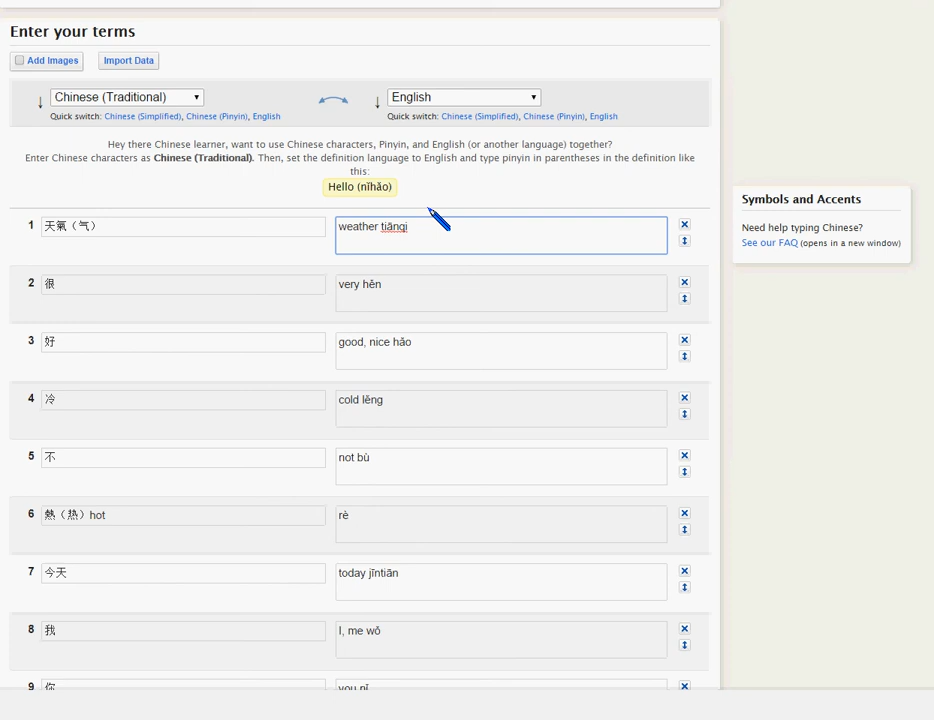 Enter your terms
Add Images
Import Data
Chinese (Traditional)
English
Quick switch: Chinese (Simplified), Chinese (Pinyin), English
Quick switch: Chinese (Simplified), Chinese (Pinyin), English
Hey there Chinese learner, want to use Chinese characters, Pinyin, and English (or another language) together?
Enter Chinese characters as Chinese (Traditional). Then, set the definition language to English and type pinyin in parentheses in the definition like
this:
Hello (nǐhǎo)
1 天氣（气） weather tiānqi
2 很 very hěn
3 好 good, nice hǎo
4 冷 cold lěng
5 不 not bù
6 熱（热）hot rè
7 今天 today jīntiān
8 我 I, me wǒ
9 你 you nǐ
Symbols and Accents
Need help typing Chinese?
See our FAQ (opens in a new window)